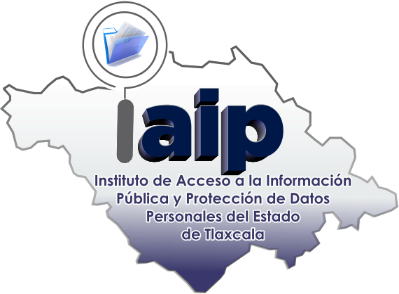 Iaip
Instituto de Acceso a la Información
Pública y Protección de Datos
Personales del Estado
de Tlaxcala